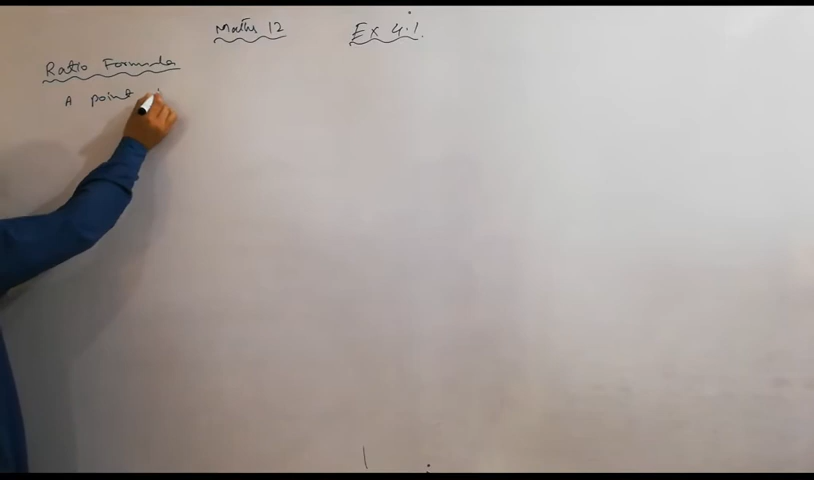 Maths 12 Ex 4.1.
Ratio Formula
A point